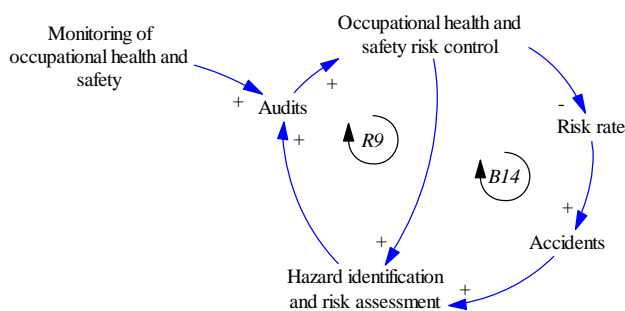 Monitoring of
occupational health and
safety
Occupational health and
safety risk control
+
+
Audits
-
Risk rate
+
R9
B14
+
+
Accidents
Hazard identification
and risk assessment
+